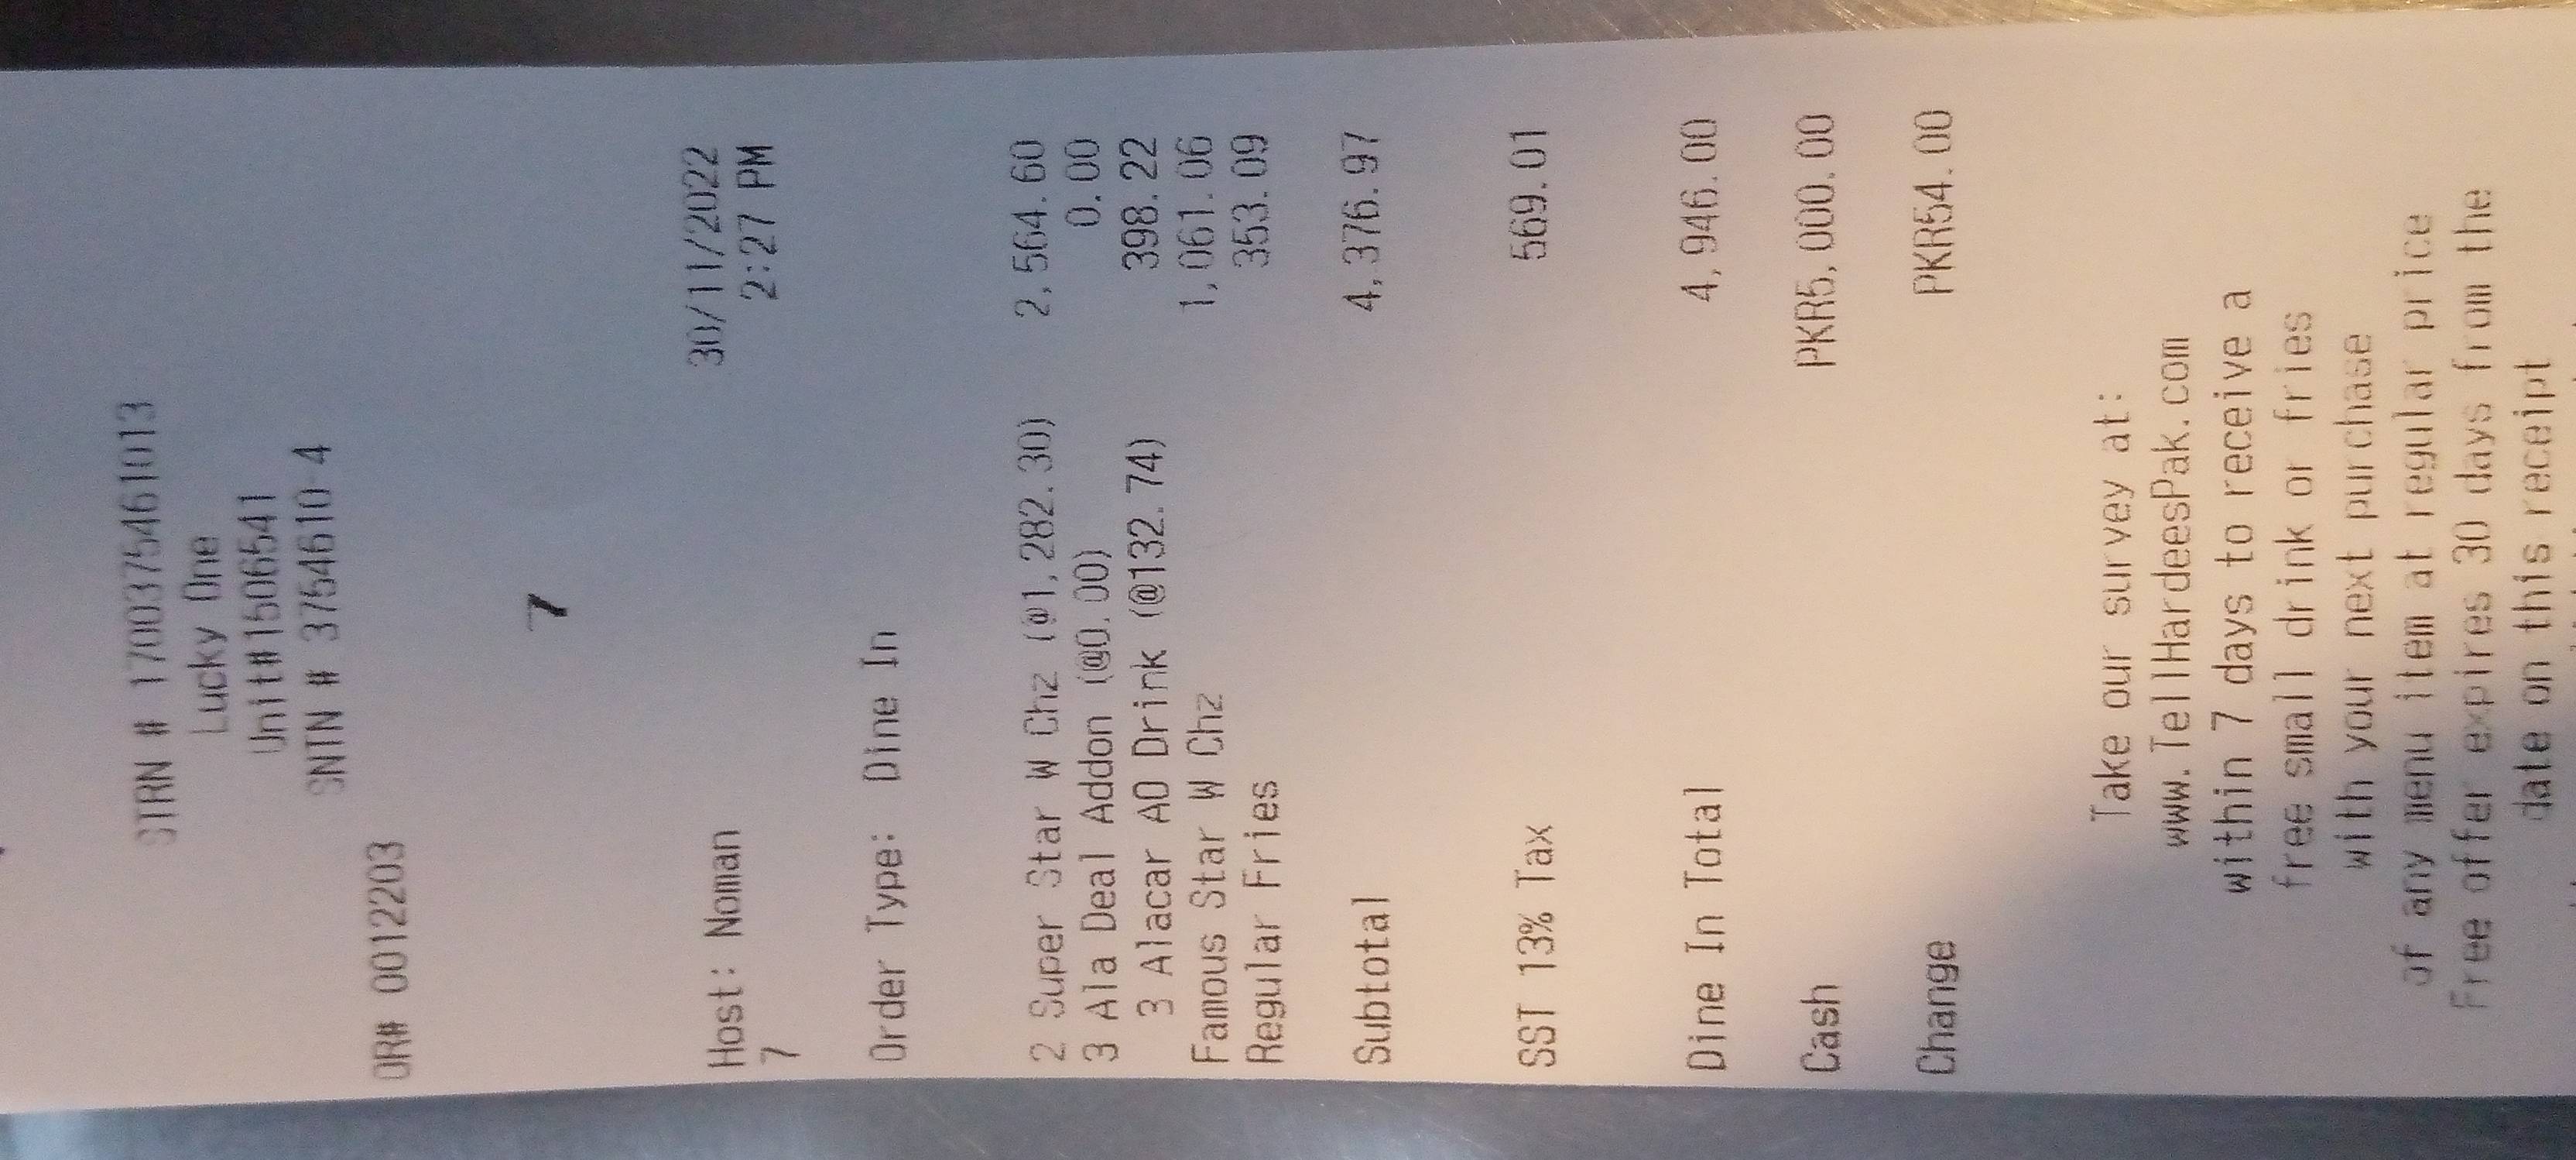 STRN # 1700375461013
Lucky One
Unit#1506541
SNTN # 3754610-4
OR# 0012203
7
30/11/2022
Host: Noman 2:27 PM
7
Order Type: Dine In
2 Super Star W Chz (@1,282.30) 2,564.60
3 Ala Deal Addon (@0.00) 0.00
3 Alacar AO Drink (@132.74) 398.22
Famous Star W Chz 1,061.06
Regular Fries 353.09
Subtotal 4,376.97
SST 13% Tax 569.01
Dine In Total 4,946.00
Cash PKR5,000.00
Change PKR54.00
Take our survey at:
www.TellHardeesPak.com
within 7 days to receive a
free small drink or fries
with your next purchase
of any menu item at regular price
Free offer expires 30 days from the
date on this receipt